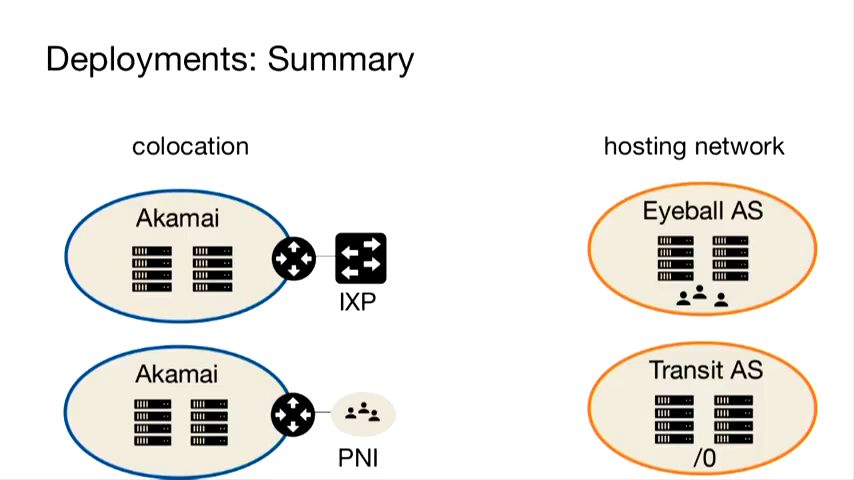 Deployments: Summary
colocation
hosting network
Akamai
IXP
Eyeball AS
Akamai
PNI
Transit AS
/0